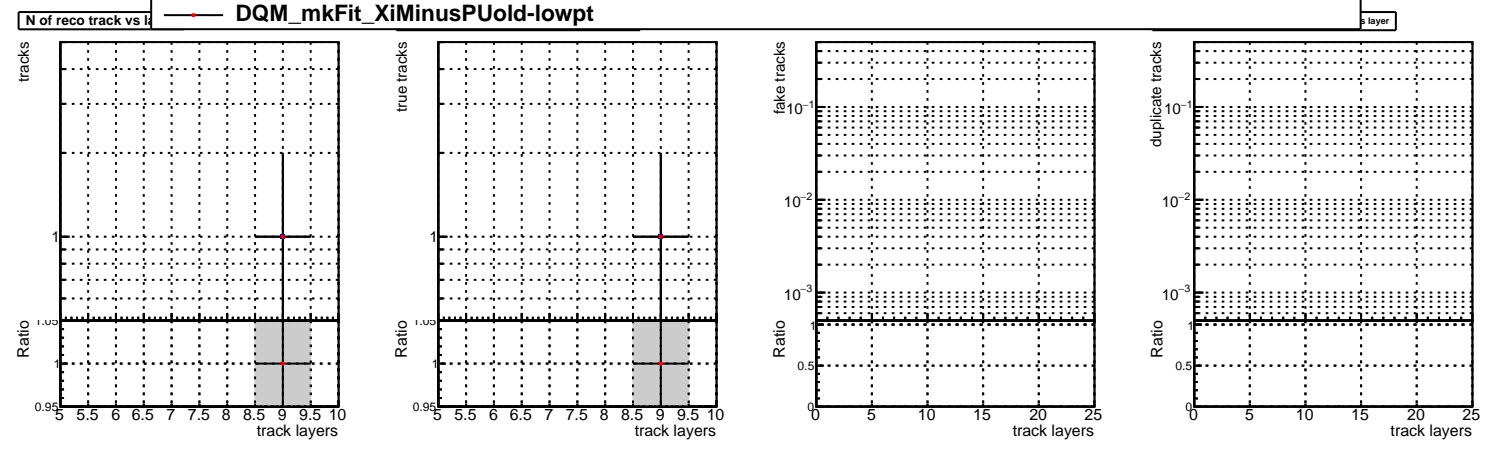 DQM_mkFit_XiMinusPUold-lowpt
N of reco track vs
s layer
tracks
1
Ratio
1.05
1
0.95
5 5.5 6 6.5 7 7.5 8 8.5 9 9.5 10
track layers
true tracks
1
Ratio
1.05
1
0.95
5 5.5 6 6.5 7 7.5 8 8.5 9 9.5 10
track layers
fake tracks
10⁻¹
10⁻²
10⁻³
Ratio
1
0.5
0
0 5 10 15 20 25
track layers
duplicate tracks
10⁻¹
10⁻²
10⁻³
Ratio
1
0.5
0
0 5 10 15 20 25
track layers